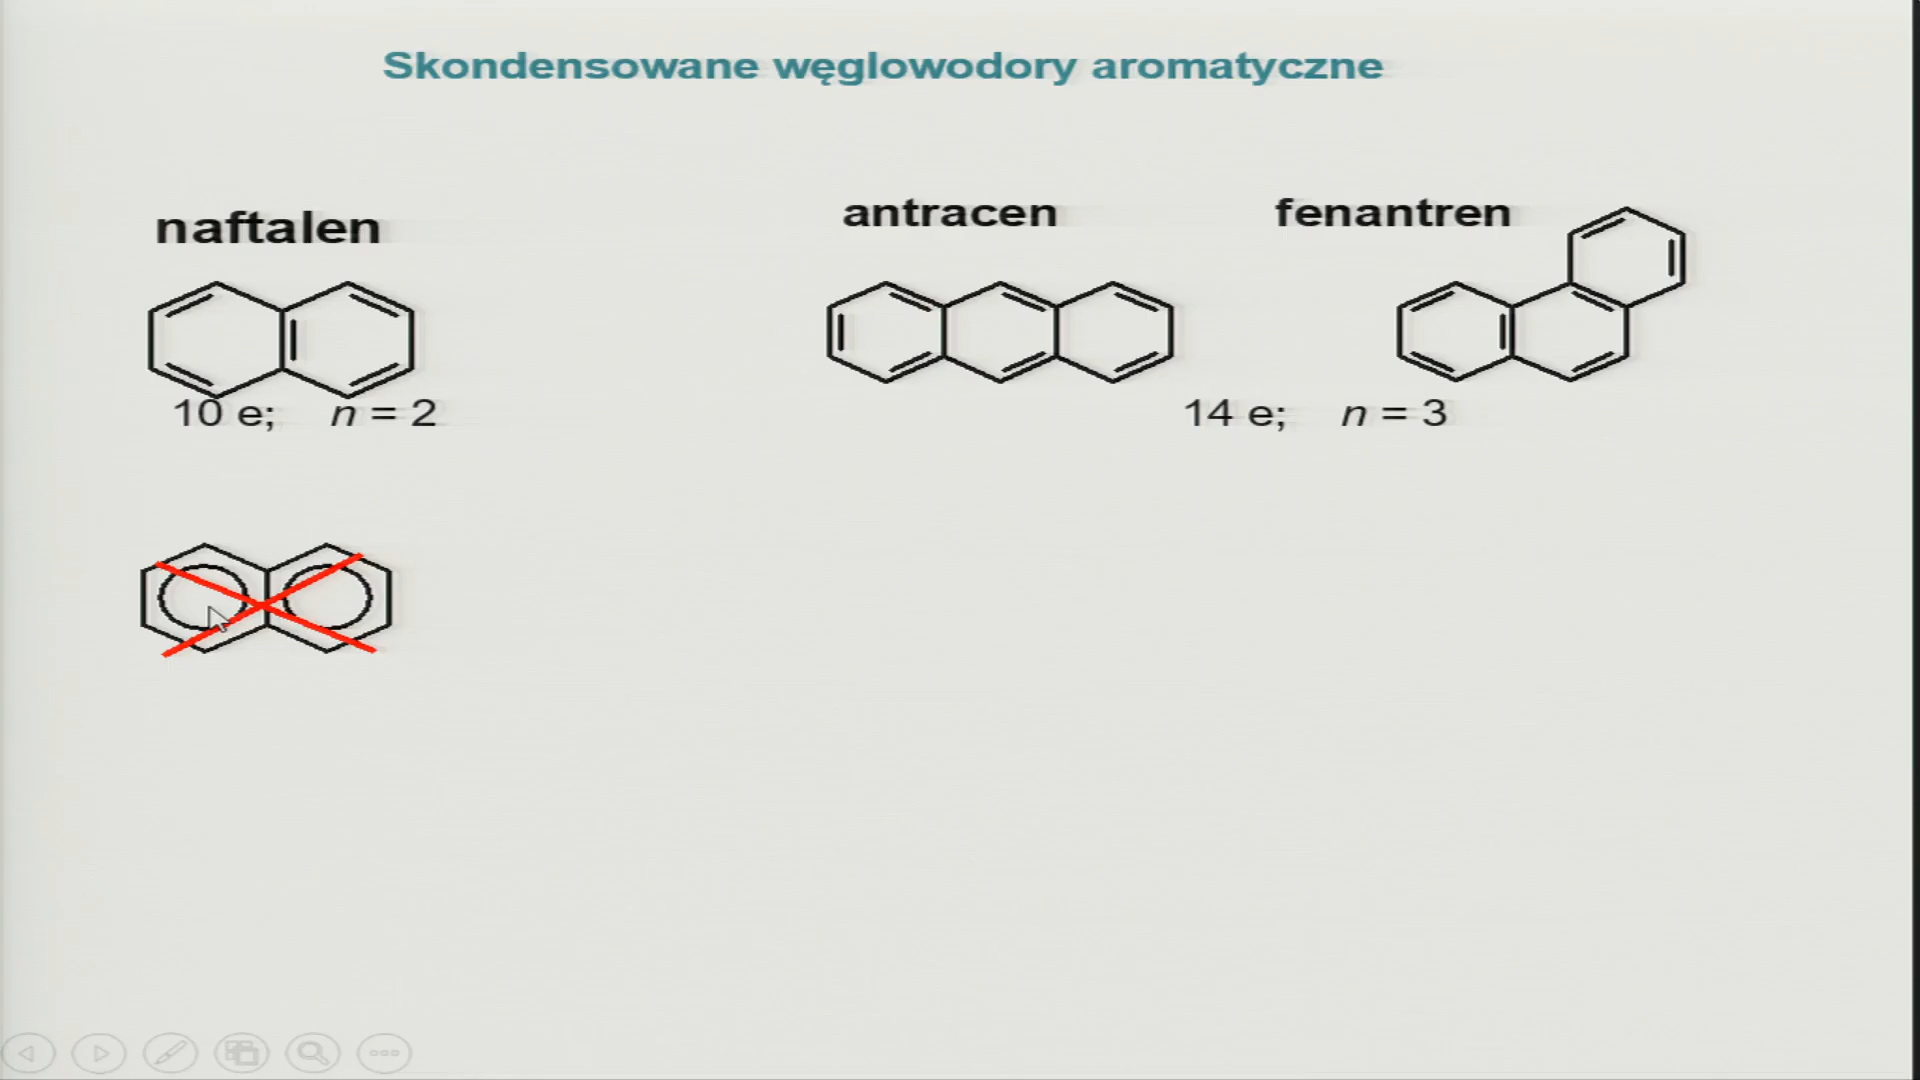 Skondensowane węglowodory aromatyczne
naftalen
antracen
fenantren
10 e; n = 2
14 e; n = 3